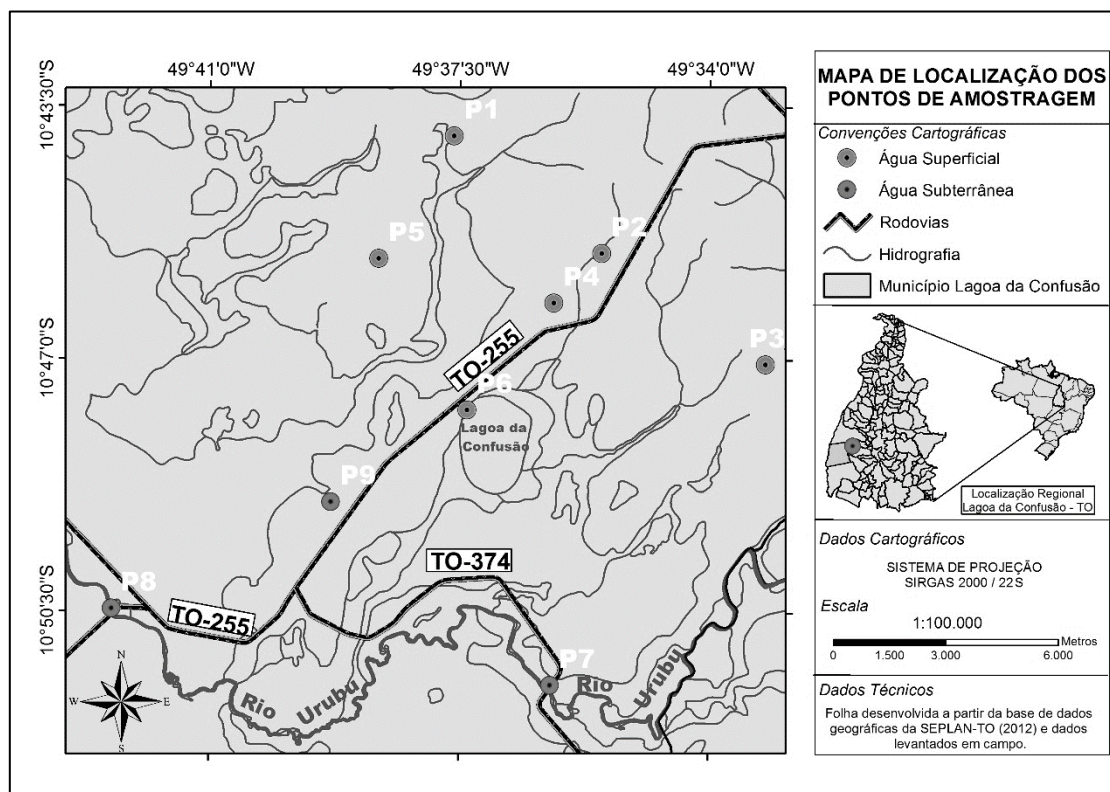 49°41'0"W
49°37'30"W
49°34'0"W
10°43'30"S
10°47'0"S
10°50'30"S
P1
P2
P5
P4
P3
TO-255
P6
Lagoa da
Confusão
P9
TO-374
P8
TO-255
P7
Rio
Urubu
Rio
Urubu
N
W
E
S
MAPA DE LOCALIZAÇÃO DOS
PONTOS DE AMOSTRAGEM
Convenções Cartográficas
Água Superficial
Água Subterrânea
Rodovias
Hidrografia
Município Lagoa da Confusão
Localização Regional
Lagoa da Confusão - TO
Dados Cartográficos
SISTEMA DE PROJEÇÃO
SIRGAS 2000 / 22S
Escala
1:100.000
0 1.500 3.000 6.000 Metros
Dados Técnicos
Folha desenvolvida a partir da base de dados
geográficas da SEPLAN-TO (2012) e dados
levantados em campo.